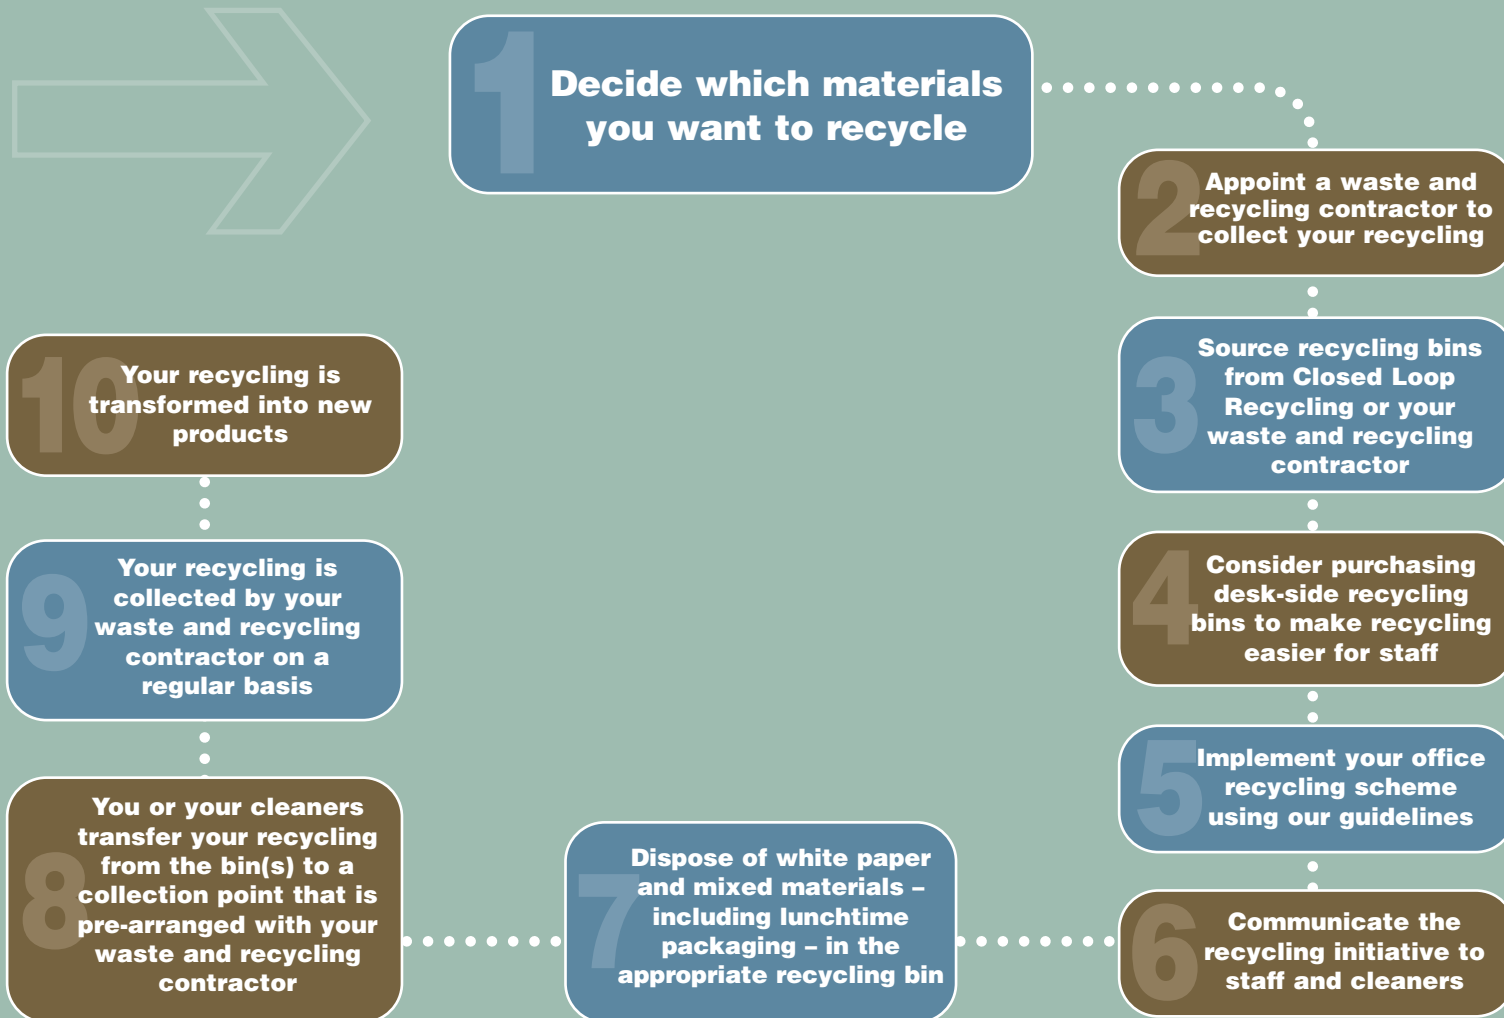 1
Decide which materials
you want to recycle
2
Appoint a waste and
recycling contractor to
collect your recycling
3
Source recycling bins
from Closed Loop
Recycling or your
waste and recycling
contractor
4
Consider purchasing
desk-side recycling
bins to make recycling
easier for staff
5
Implement your office
recycling scheme
using our guidelines
6
Communicate the
recycling initiative to
staff and cleaners
7
Dispose of white paper
and mixed materials –
including lunchtime
packaging – in the
appropriate recycling bin
8
You or your cleaners
transfer your recycling
from the bin(s) to a
collection point that is
pre-arranged with your
waste and recycling
contractor
9
Your recycling is
collected by your
waste and recycling
contractor on a
regular basis
10
Your recycling is
transformed into new
products